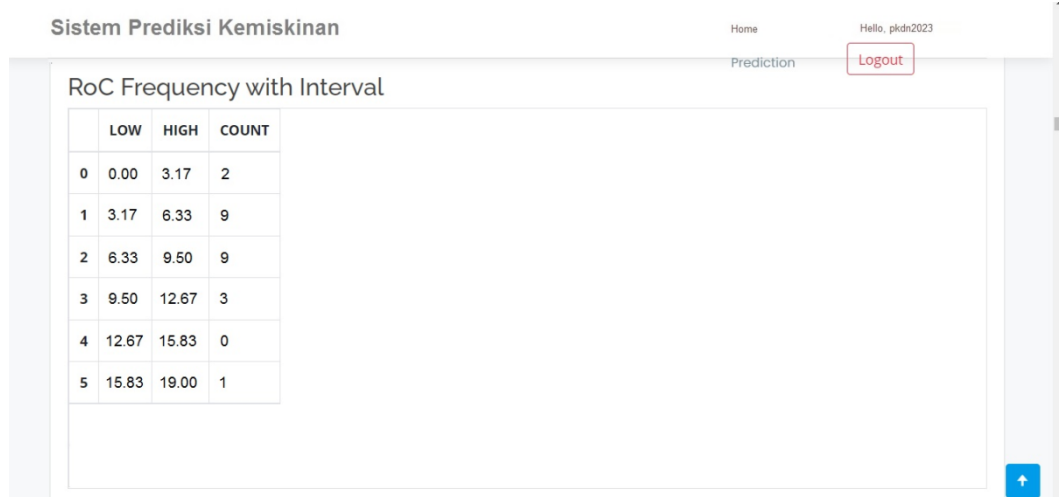 Sistem Prediksi Kemiskinan
Home
Hello, pkdn2023
Prediction
Logout
RoC Frequency with Interval
LOW HIGH COUNT
0 0.00 3.17 2
1 3.17 6.33 9
2 6.33 9.50 9
3 9.50 12.67 3
4 12.67 15.83 0
5 15.83 19.00 1